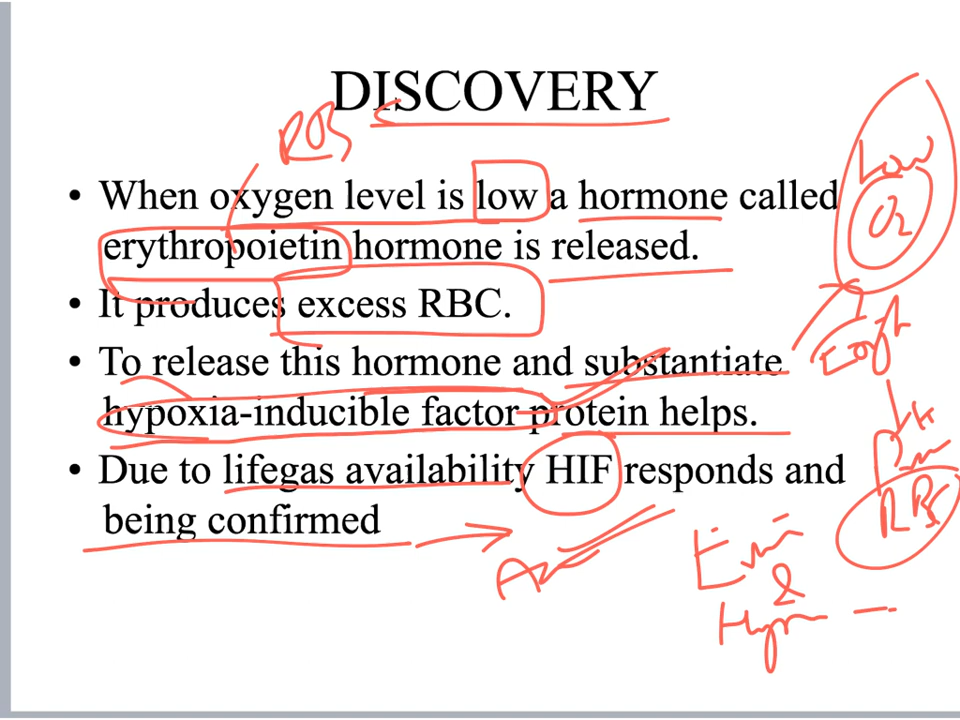 DISCOVERY
• When oxygen level is low a hormone called
erythropoietin hormone is released.
• It produces excess RBC.
• To release this hormone and substantiate
hypoxia-inducible factor protein helps.
• Due to lifegas availability HIF responds and
being confirmed
Low
O2
RBC
&